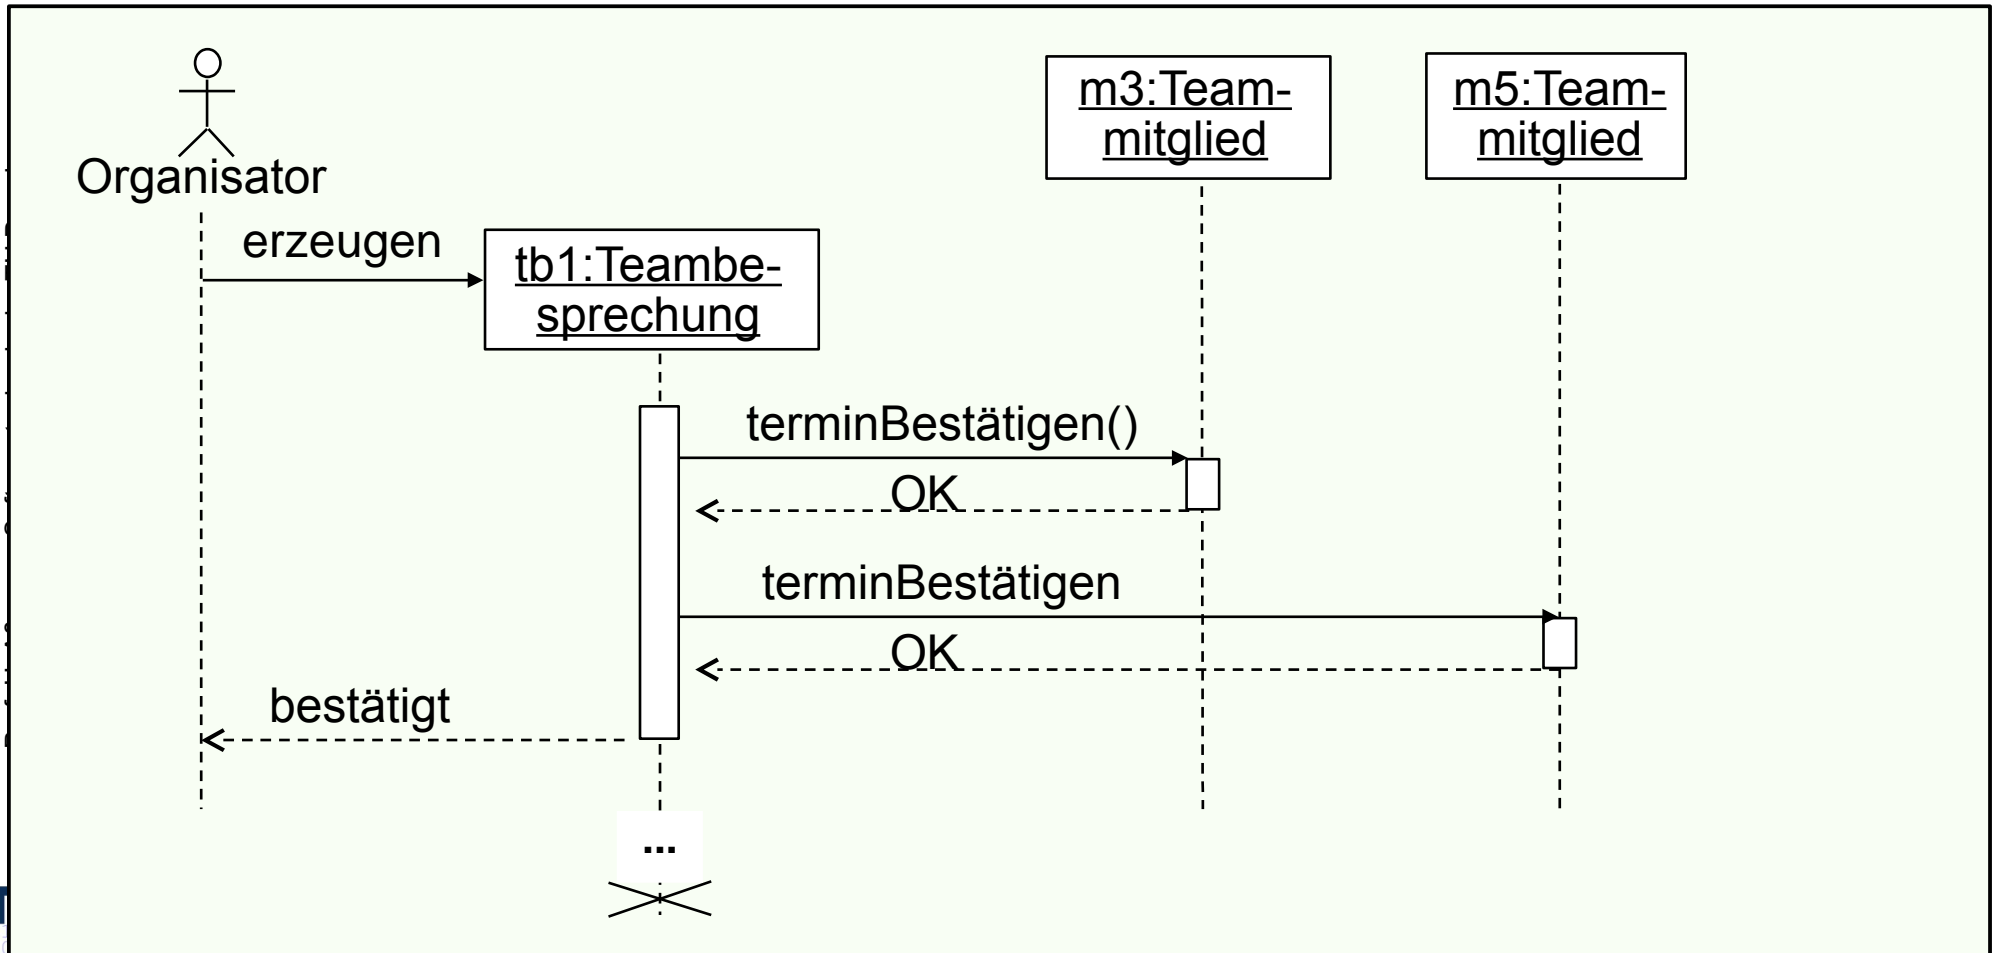 Organisator
m3:Team-
mitglied
m5:Team-
mitglied
erzeugen
tb1:Teambe-
sprechung
terminBestätigen()
OK
terminBestätigen
OK
bestätigt
...